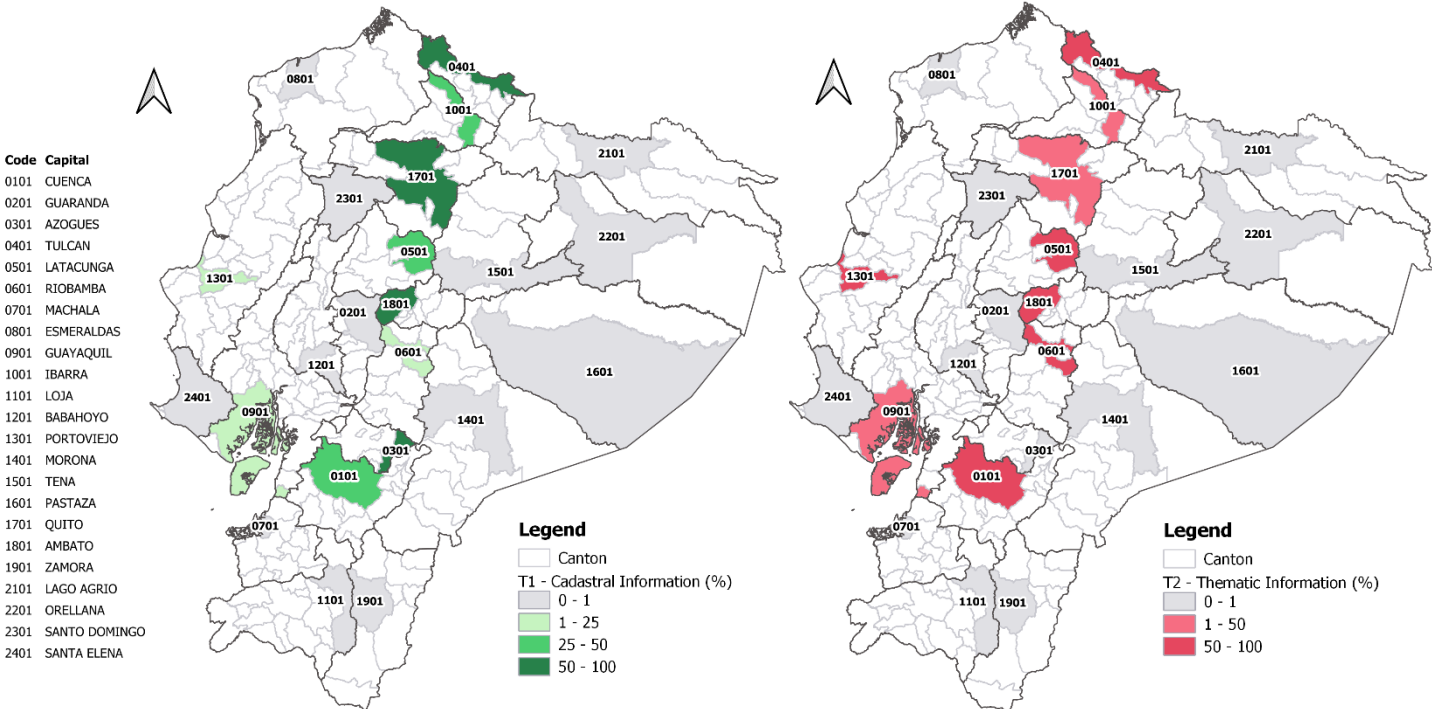 Code Capital
0101 CUENCA
0201 GUARANDA
0301 AZOGUES
0401 TULCAN
0501 LATACUNGA
0601 RIOBAMBA
0701 MACHALA
0801 ESMERALDAS
0901 GUAYAQUIL
1001 IBARRA
1101 LOJA
1201 BABAHOYO
1301 PORTOVIEJO
1401 MORONA
1501 TENA
1601 PASTAZA
1701 QUITO
1801 AMBATO
1901 ZAMORA
2101 LAGO AGRIO
2201 ORELLANA
2301 SANTO DOMINGO
2401 SANTA ELENA
0801
0401
1001
2101
1701
2301
2201
0501
1501
1301
1801
0201
0601
1201
1601
2401
0901
1401
0301
0101
0701
1101
1901
Legend
Canton
T1 - Cadastral Information (%)
0 - 1
1 - 25
25 - 50
50 - 100
0801
0401
1001
2101
1701
2301
2201
0501
1501
1301
1801
0201
0601
1201
1601
2401
0901
1401
0301
0101
0701
1101
1901
Legend
Canton
T2 - Thematic Information (%)
0 - 1
1 - 50
50 - 100